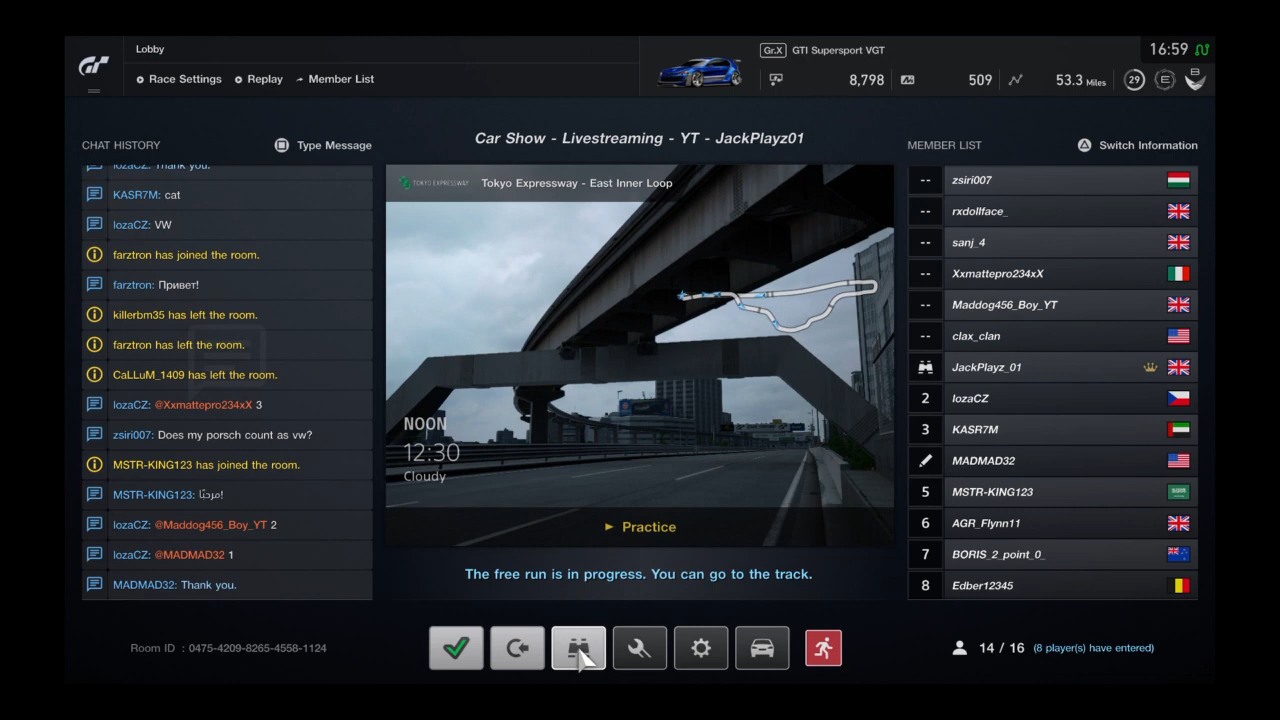 Lobby
Race Settings
Replay
Member List
Gr.X GTI Supersport VGT
8,798
509
53.3 Miles
29
E
B
16:59
CHAT HISTORY
Type Message
lozaCZ: Thank you.
KASR7M: cat
lozaCZ: VW
farztron has joined the room.
farztron: Привет!
killerbm35 has left the room.
farztron has left the room.
CaLLuM_1409 has left the room.
lozaCZ: @Xxmattepro234xX 3
zsiri007: Does my porsch count as vw?
MSTR-KING123 has joined the room.
MSTR-KING123: مرحبًا!
lozaCZ: @Maddog456_Boy_YT 2
lozaCZ: @MADMAD32 1
MADMAD32: Thank you.
Car Show - Livestreaming - YT - JackPlayz01
TOKYO EXPRESSWAY Tokyo Expressway - East Inner Loop
NOON
12:30
Cloudy
Practice
The free run is in progress. You can go to the track.
MEMBER LIST
Switch Information
-- zsiri007
-- rxdollface_
-- sanj_4
-- Xxmattepro234xX
-- Maddog456_Boy_YT
-- clax_clan
JackPlayz_01
2 lozaCZ
3 KASR7M
MADMAD32
5 MSTR-KING123
6 AGR_Flynn11
7 BORIS_2_point_0_
8 Edber12345
Room ID : 0475-4209-8265-4558-1124
14 / 16 (8 player(s) have entered)